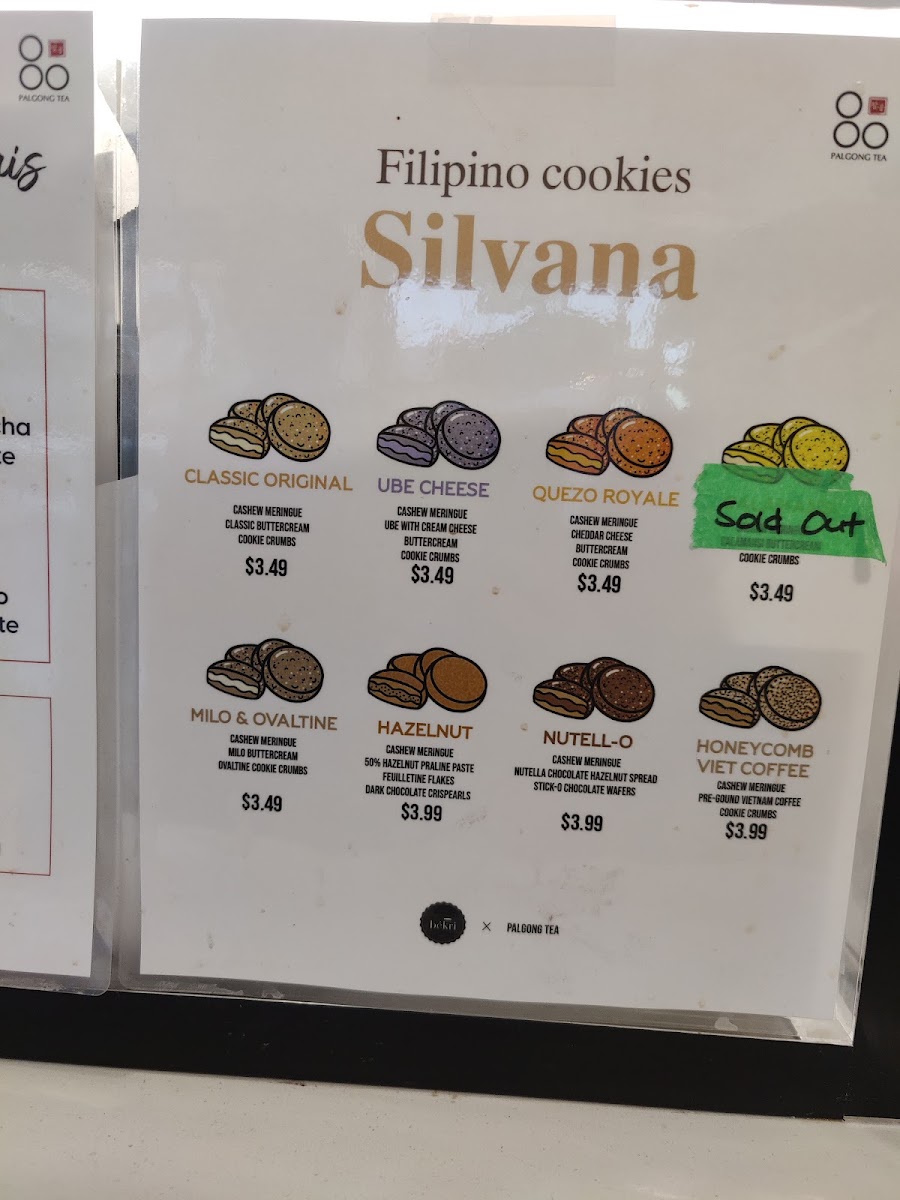 PALGONG TEA
PALGONG TEA
Filipino cookies
Silvana
CLASSIC ORIGINAL
CASHEW MERINGUE
CLASSIC BUTTERCREAM
COOKIE CRUMBS
$3.49
UBE CHEESE
CASHEW MERINGUE
UBE WITH CREAM CHEESE
BUTTERCREAM
COOKIE CRUMBS
$3.49
QUEZO ROYALE
CASHEW MERINGUE
CHEDDAR CHEESE
BUTTERCREAM
COOKIE CRUMBS
$3.49
Sold Out
CALAMANSI BUTTERCREAM
COOKIE CRUMBS
$3.49
MILO & OVALTINE
CASHEW MERINGUE
MILO BUTTERCREAM
OVALTINE COOKIE CRUMBS
$3.49
HAZELNUT
CASHEW MERINGUE
50% HAZELNUT PRALINE PASTE
FEUILLETINE FLAKES
DARK CHOCOLATE CRISPEARLS
$3.99
NUTELL-O
CASHEW MERINGUE
NUTELLA CHOCOLATE HAZELNUT SPREAD
STICK-O CHOCOLATE WAFERS
$3.99
HONEYCOMB
VIET COFFEE
CASHEW MERINGUE
PRE-GOUND VIETNAM COFFEE
COOKIE CRUMBS
$3.99
bekri × PALGONG TEA